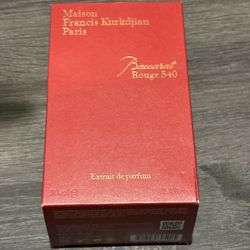 Maison
Francis Kurkdjian
Paris
Baccarat
Rouge 540
Extrait de parfum